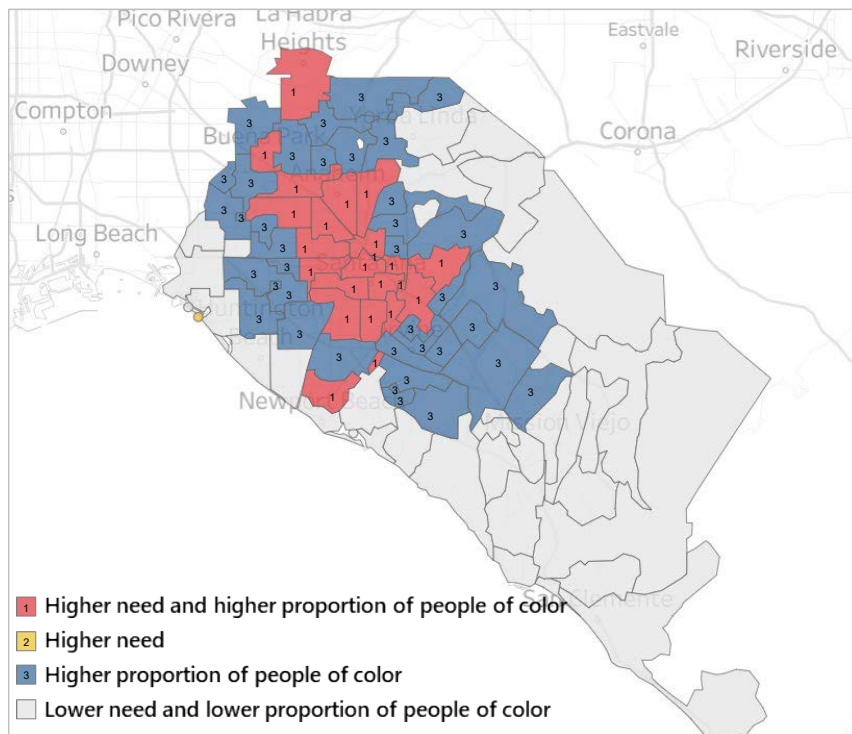 Pico Rivera
La Habra
Heights
Downey
Eastvale
Riverside
Compton
Corona
Yorba Linda
Buena Park
Anaheim
Long Beach
Santa Ana
Huntington
Beach
Newport Beach
Mission Viejo
San Clemente
1 Higher need and higher proportion of people of color
2 Higher need
3 Higher proportion of people of color
Lower need and lower proportion of people of color